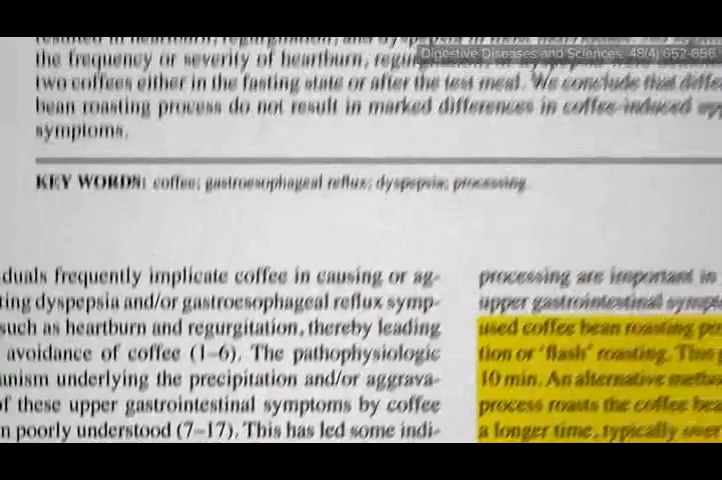 Digestive Diseases and Sciences, 48(4):652-656
the frequency or severity of heartburn,
two coffees either in the fasting state or after the test meal. We conclude that
bean roasting process do not result in marked differences in coffee-induced
symptoms.
KEY WORDS: coffee; gastroesophageal reflux; dyspepsia; processing.
duals frequently implicate coffee in causing or ag-
ting dyspepsia and/or gastroesophageal reflux symp-
such as heartburn and regurgitation, thereby leading
avoidance of coffee (1–6). The pathophysiologic
anism underlying the precipitation and/or aggrava-
of these upper gastrointestinal symptoms by coffee
n poorly understood (7–17). This has led some indi-
processing are important in
upper gastrointestinal
used coffee bean roasting
tion or 'flash' roasting. This
10 min. An alternative
process roasts the coffee
a longer time, typically over